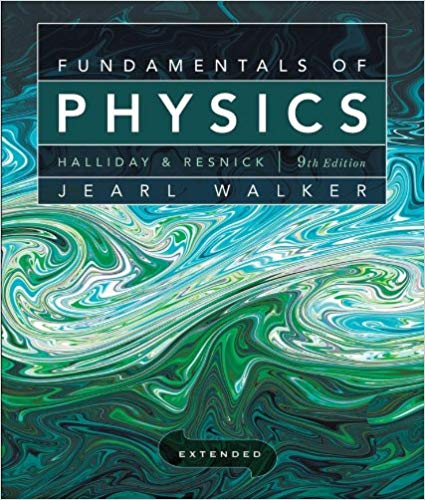 FUNDAMENTALS OF
PHYSICS
HALLIDAY & RESNICK | 9th Edition
JEARL WALKER
EXTENDED